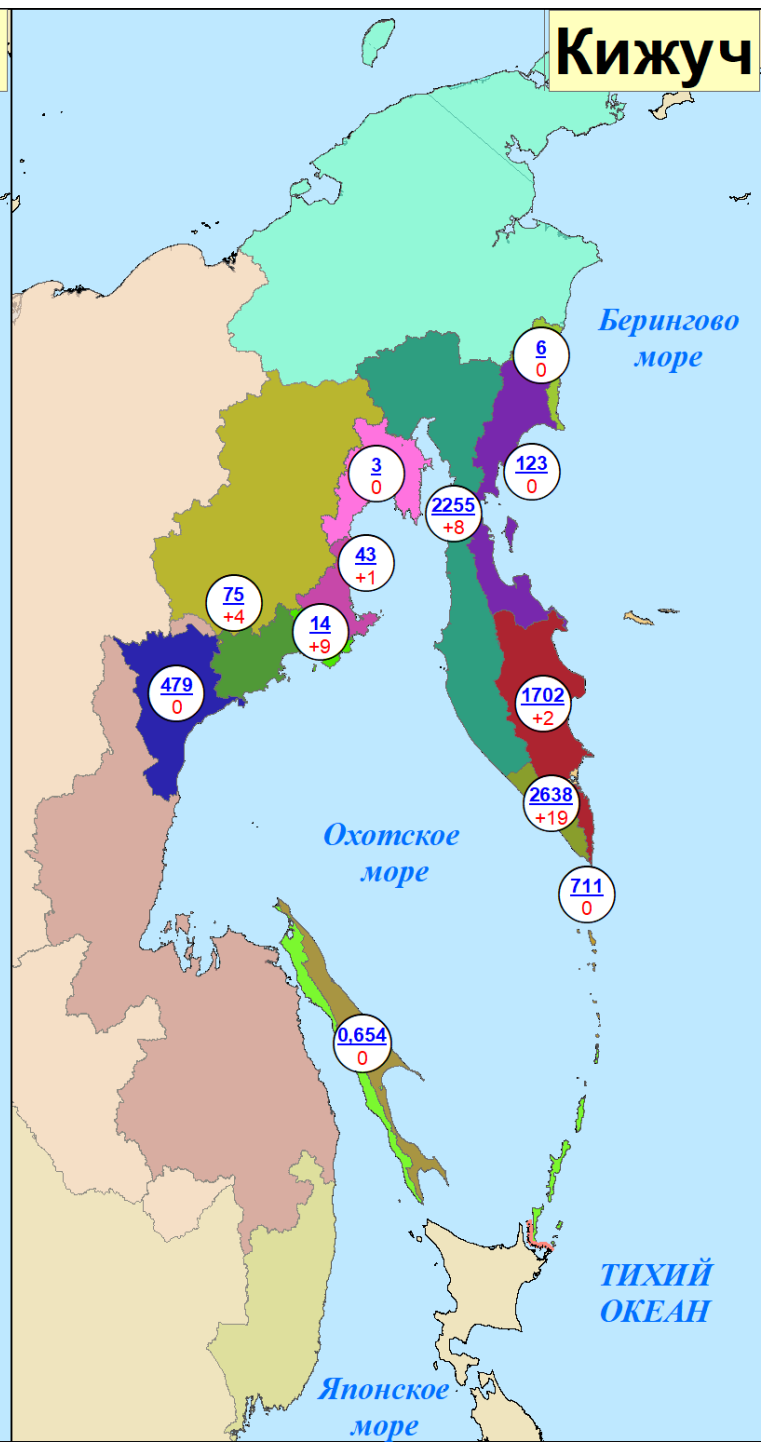 Кижуч
Берингово
море
6
0
3
0
123
0
2255
+8
43
+1
75
+4
14
+9
479
0
1702
+2
2638
+19
Охотское
море
711
0
0,654
0
ТИХИЙ
ОКЕАН
Японское
море